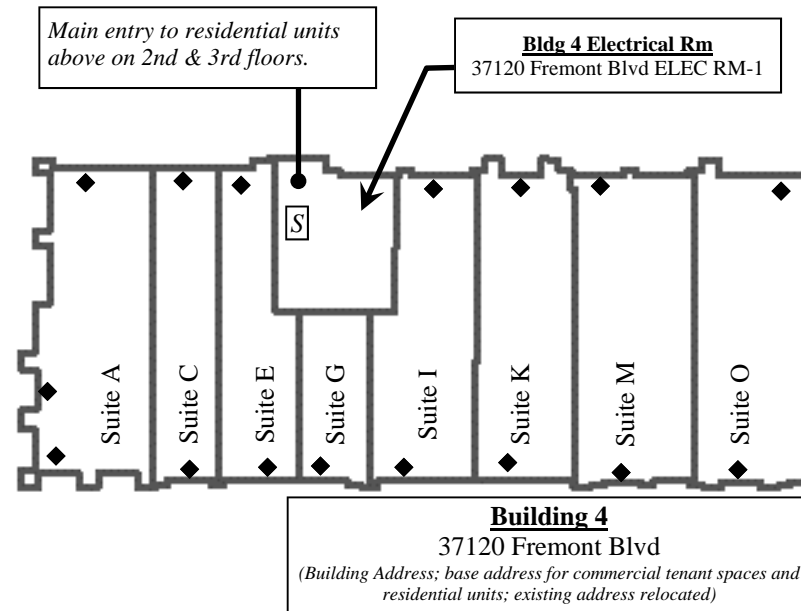 Main entry to residential units
above on 2nd & 3rd floors.
Bldg 4 Electrical Rm
37120 Fremont Blvd ELEC RM-1
S
Suite A
Suite C
Suite E
Suite G
Suite I
Suite K
Suite M
Suite O
Building 4
37120 Fremont Blvd
(Building Address; base address for commercial tenant spaces and
residential units; existing address relocated)